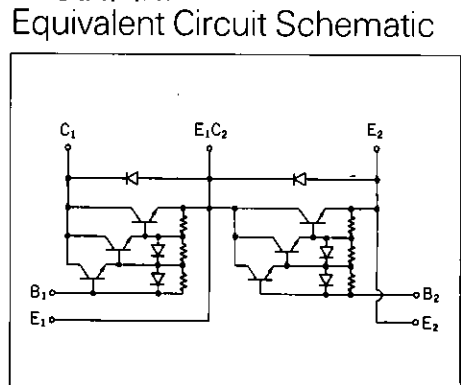 Equivalent Circuit Schematic
C₁ E₁C₂ E₂
B₁ B₂
E₁ E₂